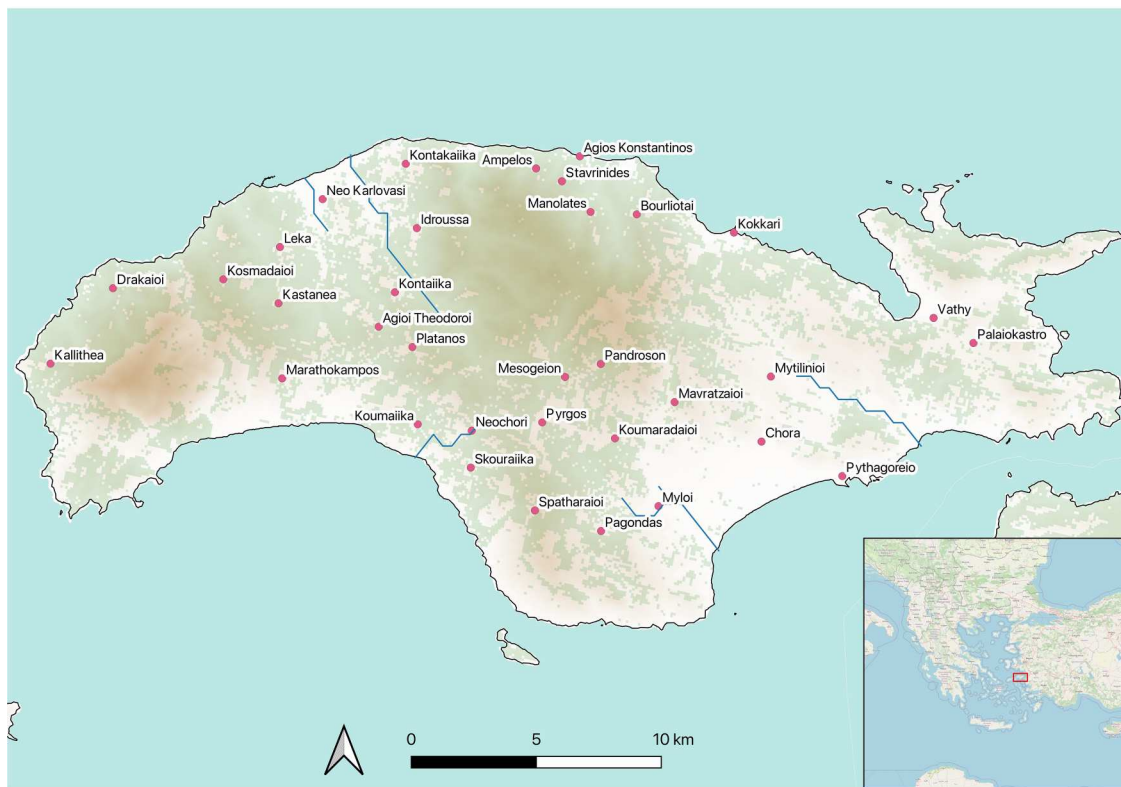 Agios Konstantinos
Kontakaiika
Ampelos
Stavrinides
Neo Karlovasi
Manolates
Bourliotai
Idroussa
Kokkari
Leka
Kosmadaioi
Drakaioi
Kontaiika
Kastanea
Vathy
Agioi Theodoroi
Palaiokastro
Platanos
Kallithea
Pandroson
Marathokampos
Mesogeion
Mytilinioi
Mavratzaioi
Koumaiika
Neochori
Pyrgos
Koumaradaioi
Chora
Skouraiika
Pythagoreio
Spatharaioi
Myloi
Pagondas
0 5 10 km